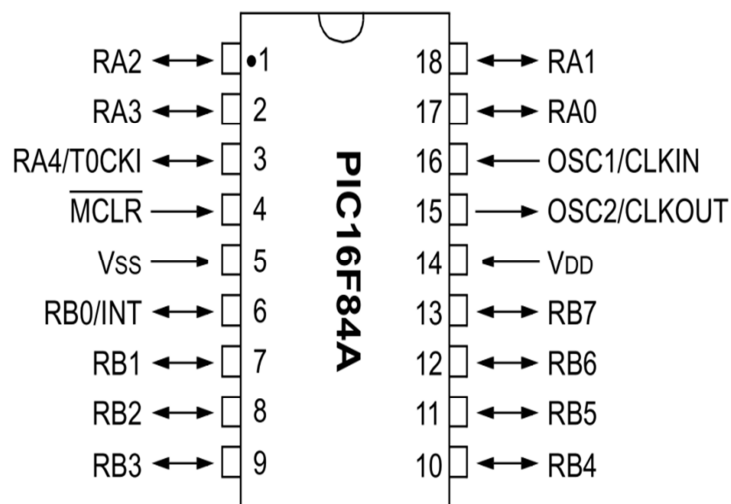 RA2 •1 18 RA1
RA3 2 17 RA0
RA4/T0CKI 3 16 OSC1/CLKIN
MCLR 4 15 OSC2/CLKOUT
VSS 5 14 VDD
RB0/INT 6 13 RB7
RB1 7 12 RB6
RB2 8 11 RB5
RB3 9 10 RB4
PIC16F84A